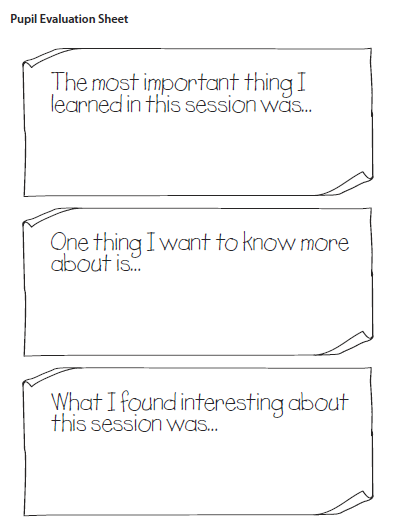 Pupil Evaluation Sheet
The most important thing I
learned in this session was...
One thing I want to know more
about is...
What I found interesting about
this session was...